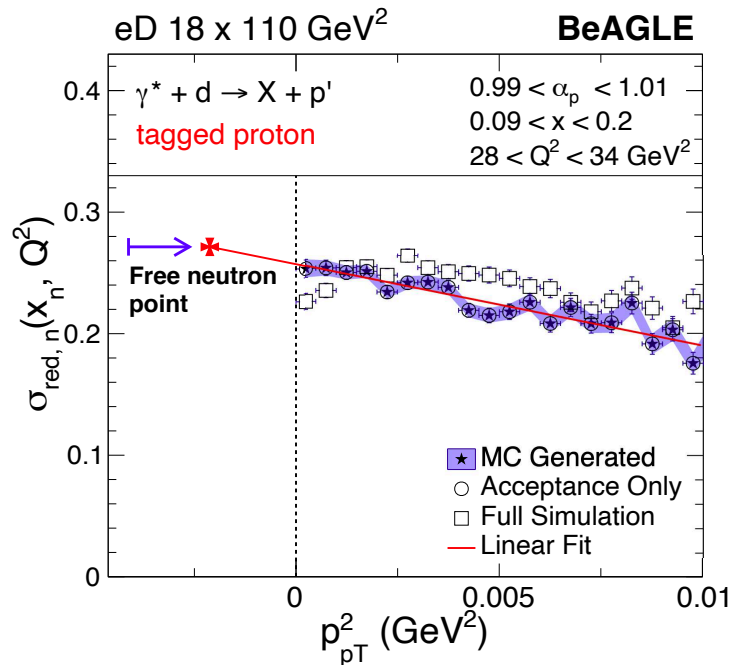 eD 18 x 110 GeV² BeAGLE
γ* + d → X + p'
tagged proton
0.99 < αₚ < 1.01
0.09 < x < 0.2
28 < Q² < 34 GeV²
0.4
0.3
0.2
0.1
0
σ_red, n(xₙ, Q²)
Free neutron
point
MC Generated
Acceptance Only
Full Simulation
Linear Fit
0 0.005 0.01
p²_pT (GeV²)